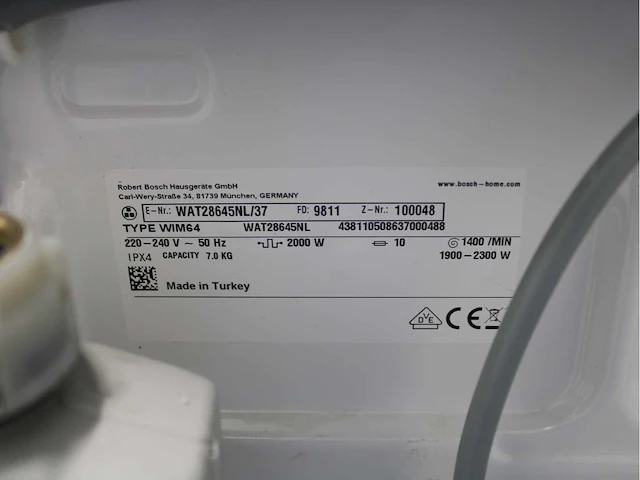 Robert Bosch Hausgeräte GmbH www.bosch-home.com
Carl-Wery-Straße 34, 81739 München, GERMANY
E-Nr.: WAT28645NL/37 FD: 9811 Z-Nr.: 100048
TYPE WIM64 WAT28645NL 438110508637000488
220-240 V ~ 50 Hz 2000 W 10 1400 /MIN
IPX4 CAPACITY 7.0 KG 1900-2300 W
Made in Turkey
DVE CE